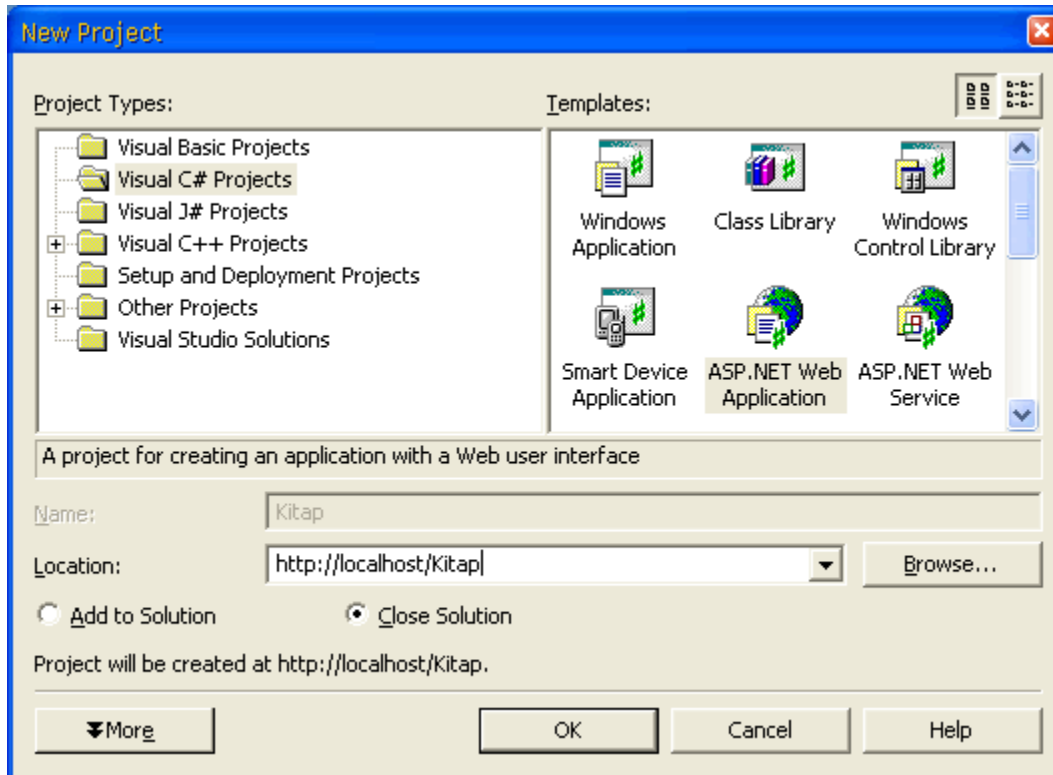 New Project
Project Types:
Templates:
Visual Basic Projects
Visual C# Projects
Visual J# Projects
Visual C++ Projects
Setup and Deployment Projects
Other Projects
Visual Studio Solutions
Windows
Application
Class Library
Windows
Control Library
Smart Device
Application
ASP.NET Web
Application
ASP.NET Web
Service
A project for creating an application with a Web user interface
Name:
Kitap
Location:
http://localhost/Kitap
Browse...
Add to Solution
Close Solution
Project will be created at http://localhost/Kitap.
More
OK
Cancel
Help